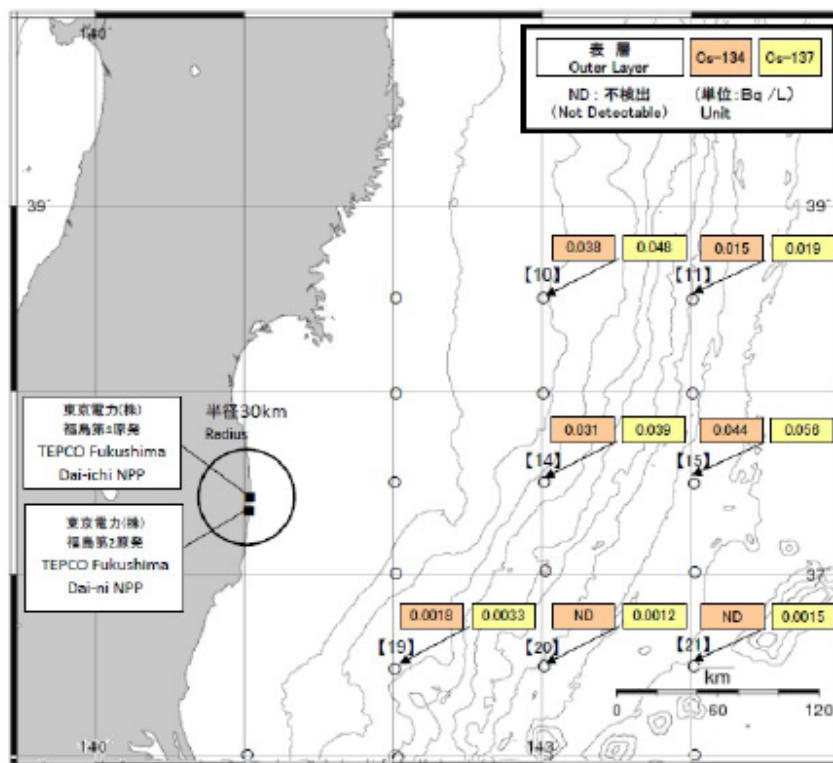 140°
表 層
Outer Layer
Cs-134
Cs-137
ND : 不検出
(Not Detectable)
(単位:Bq /L)
Unit
39°
39°
0.038
0.048
0.015
0.019
【10】
【11】
東京電力(株)
福島第1原発
TEPCO Fukushima
Dai-ichi NPP
半径30km
Radius
0.031
0.039
0.044
0.056
【14】
【15】
東京電力(株)
福島第2原発
TEPCO Fukushima
Dai-ni NPP
37°
0.0018
0.0033
ND
0.0012
ND
0.0015
【19】
【20】
【21】
km
0
60
120
140°
143°